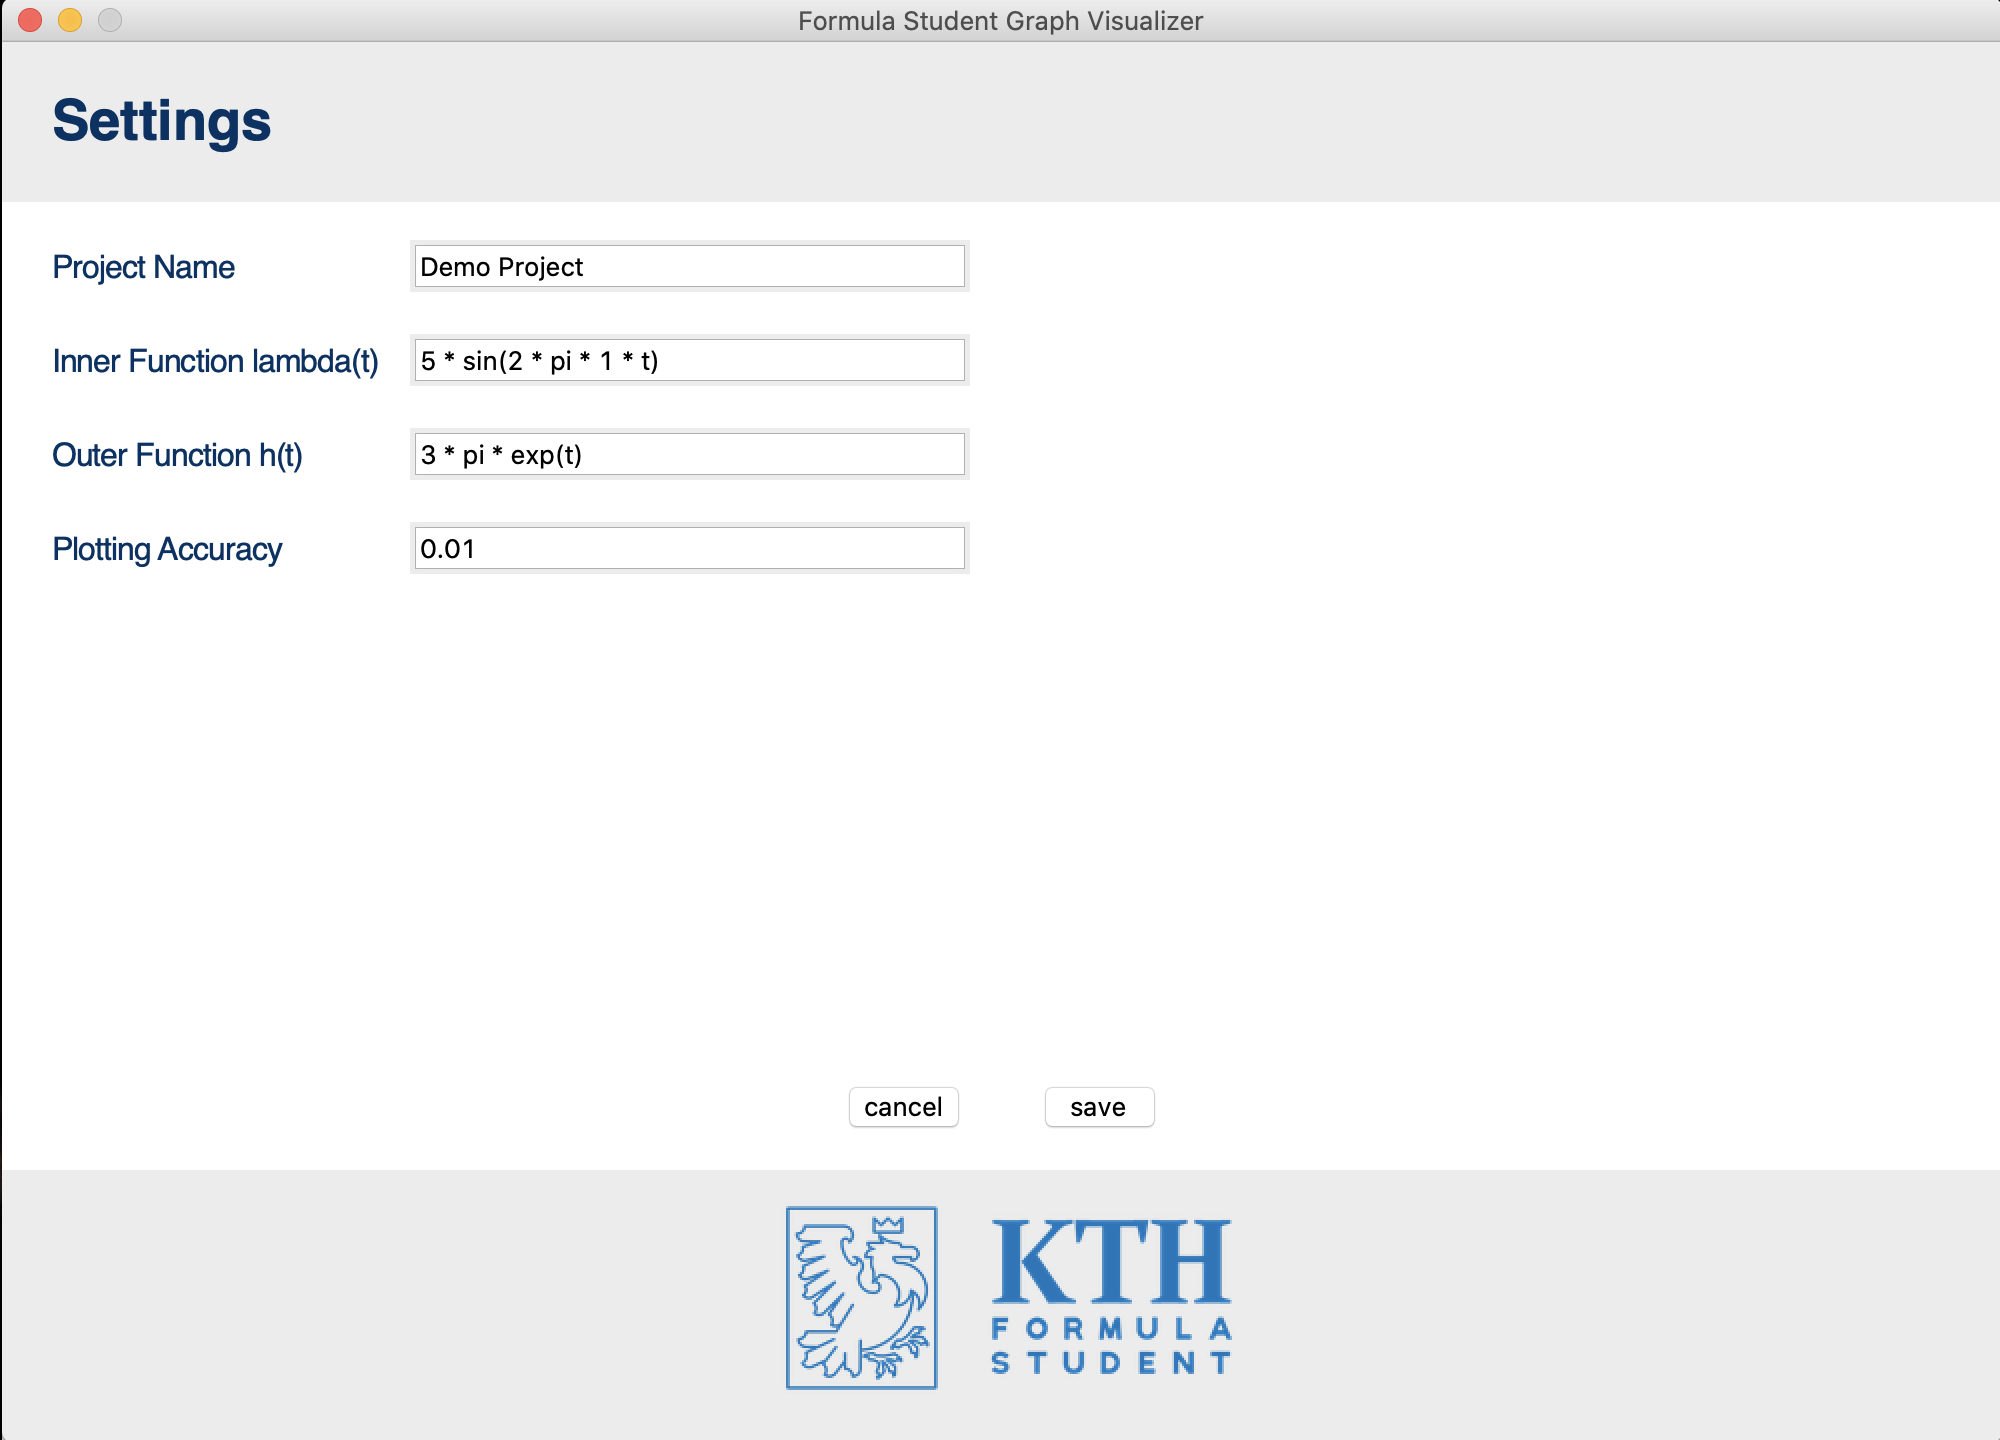 Formula Student Graph Visualizer
Settings
Project Name Demo Project
Inner Function lambda(t) 5 * sin(2 * pi * 1 * t)
Outer Function h(t) 3 * pi * exp(t)
Plotting Accuracy 0.01
cancel save
KTH
FORMULA
STUDENT